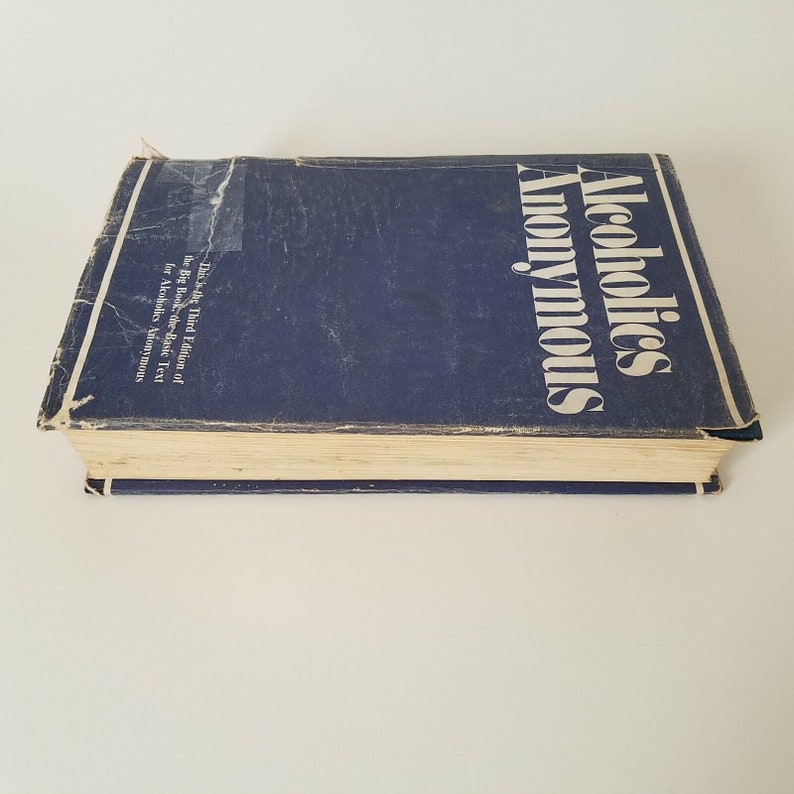 Alcoholics
Anonymous
This is the Third Edition of
the Big Book, the Basic Text
for Alcoholics Anonymous